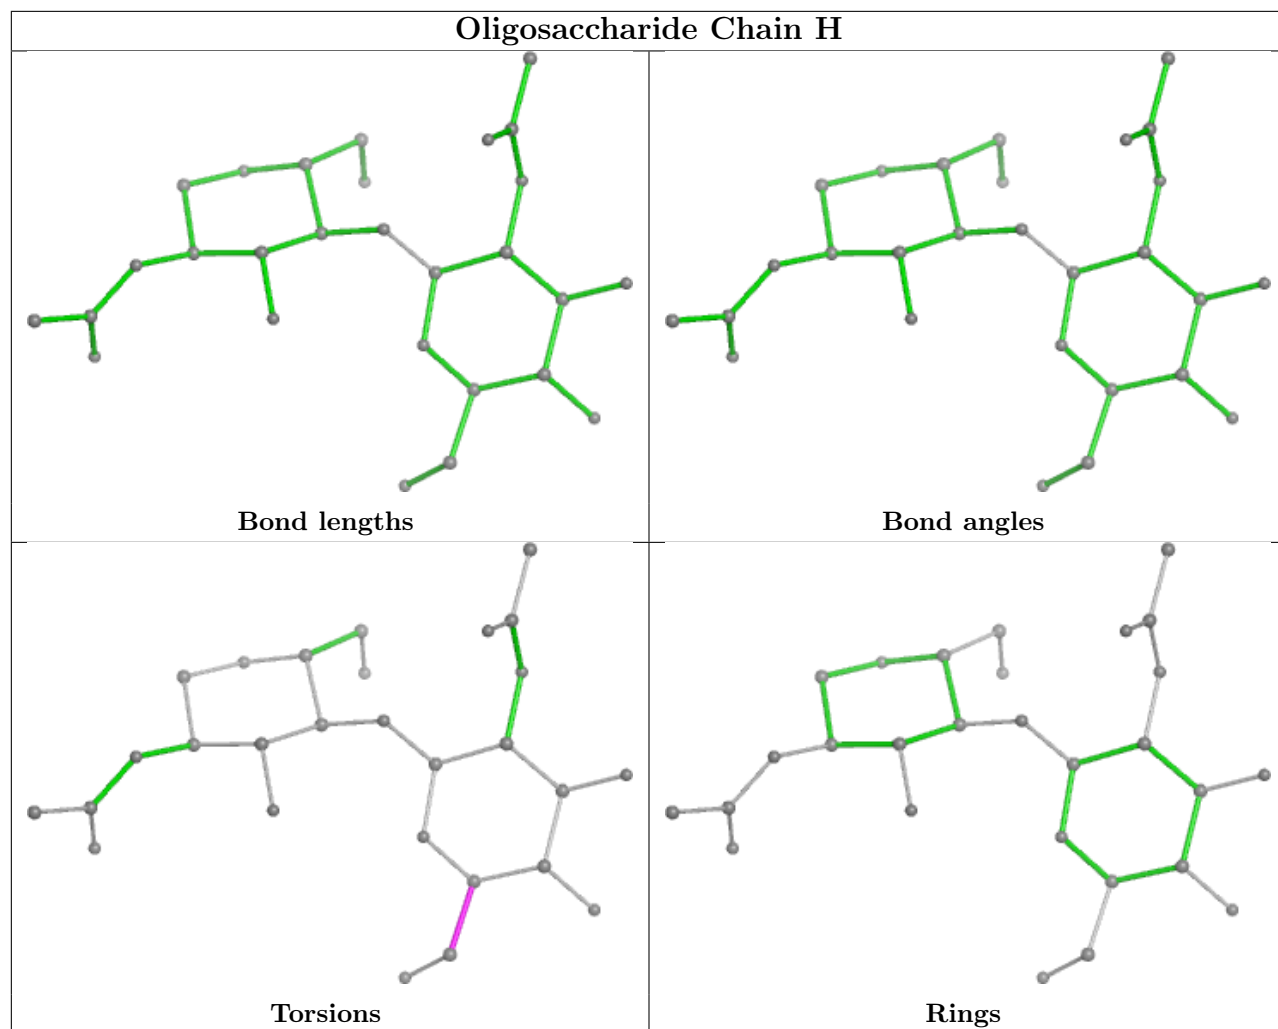 Oligosaccharide Chain H
Bond lengths
Bond angles
Torsions
Rings